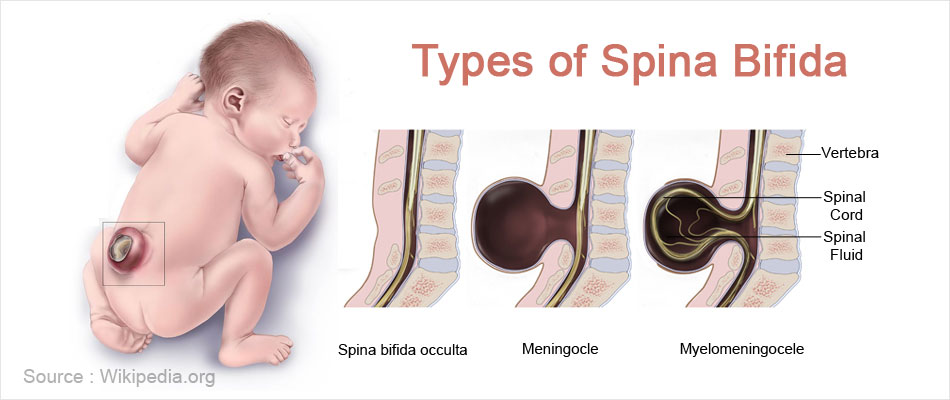 Types of Spina Bifida
Vertebra
Spinal
Cord
Spinal
Fluid
Spina bifida occulta
Meningocle
Myelomeningocele
Source : Wikipedia.org